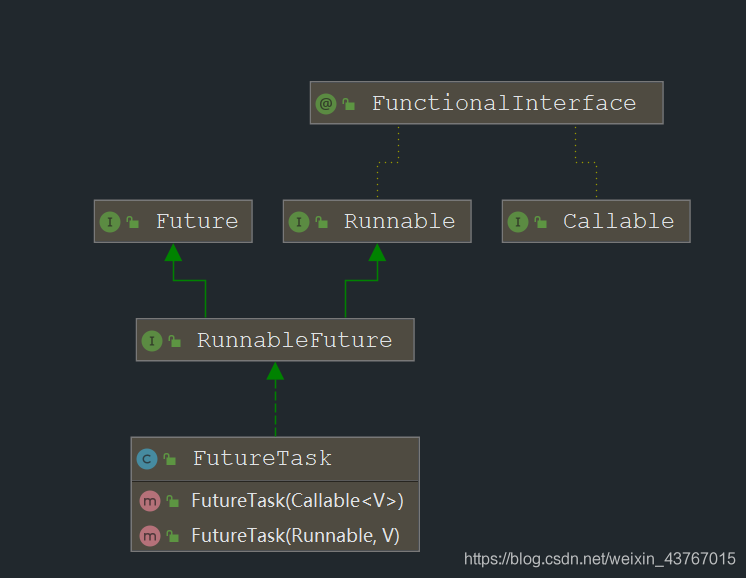 @ FunctionalInterface
I Future
I Runnable
I Callable
I RunnableFuture
C FutureTask
m FutureTask(Callable<V>)
m FutureTask(Runnable, V)
https://blog.csdn.net/weixin_43767015